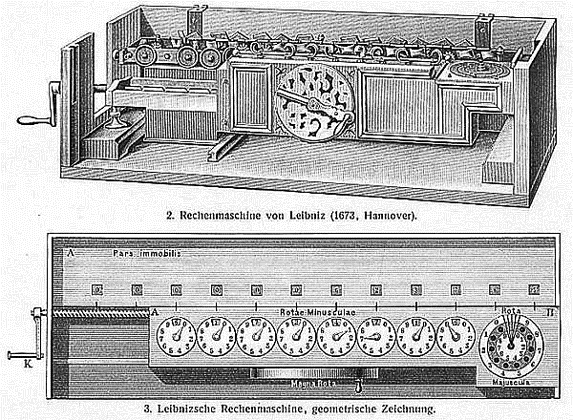 2. Rechenmaschine von Leibniz (1673, Hannover).
A Pars immobilis
A Rotae Minusculae Rota B
K
Magna Rota Majuscula
3. Leibnizsche Rechenmaschine, geometrische Zeichnung.